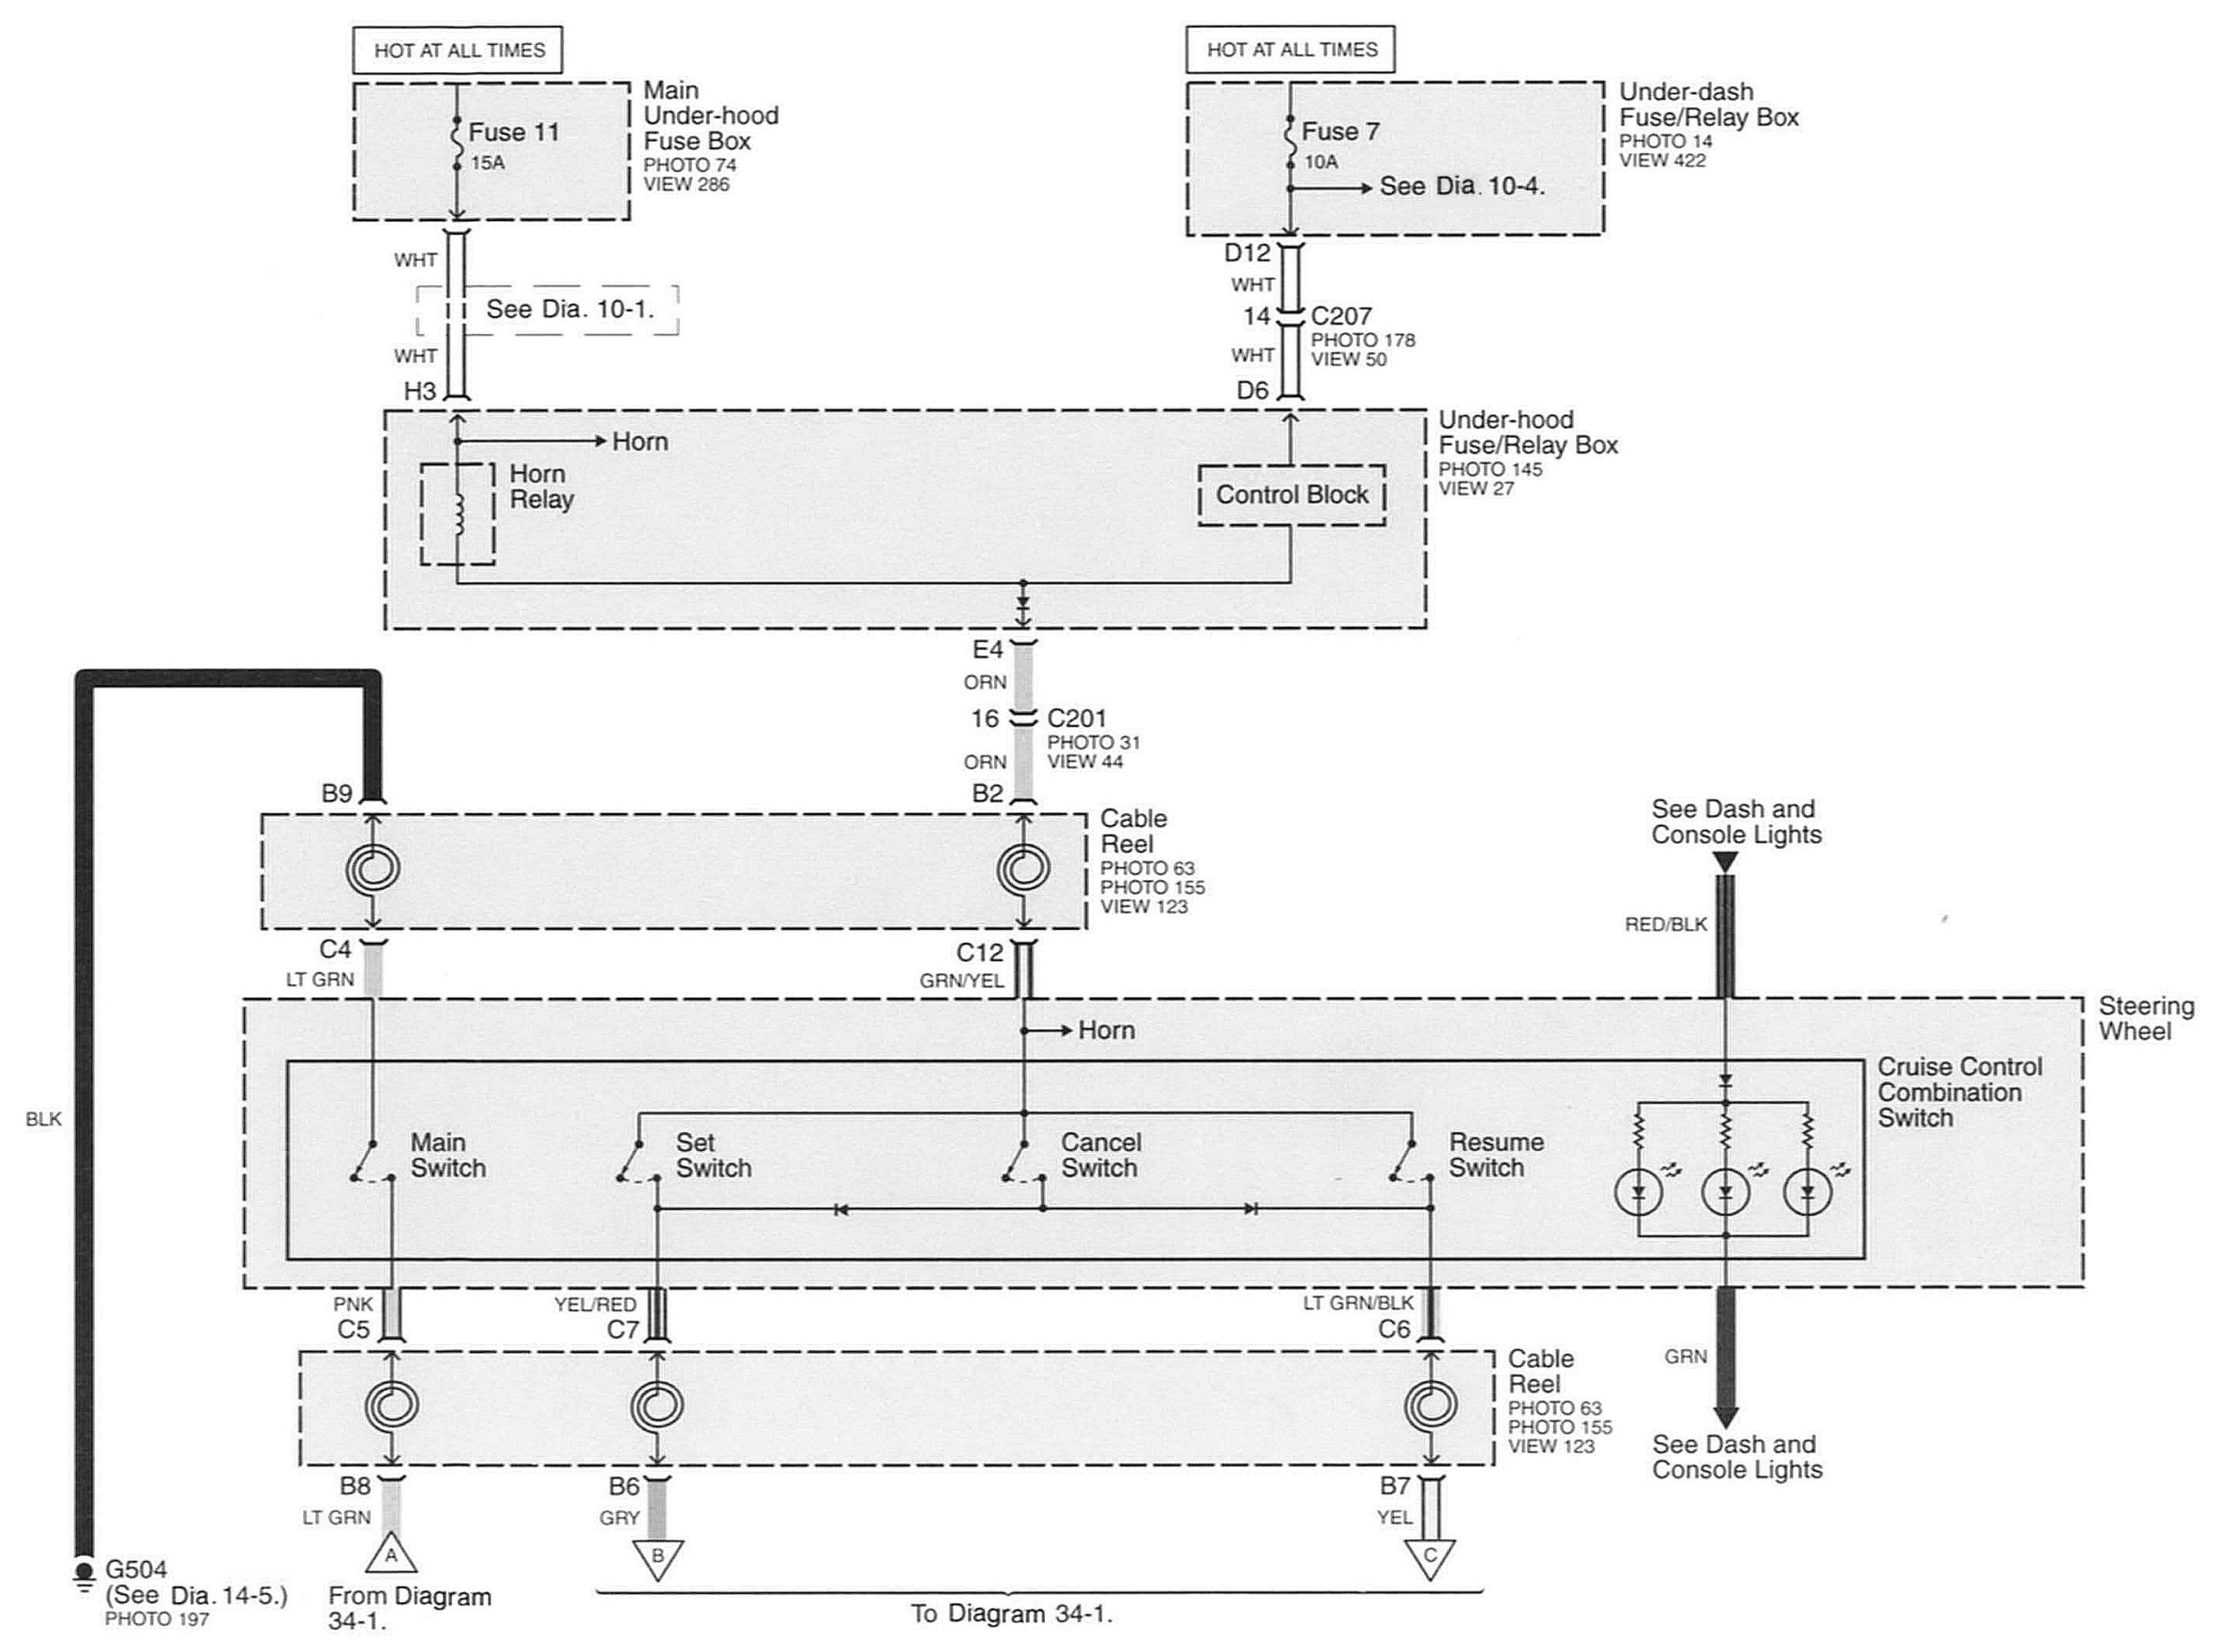 HOT AT ALL TIMES
HOT AT ALL TIMES
Main
Under-hood
Fuse Box
PHOTO 74
VIEW 286
Fuse 11
15A
Under-dash
Fuse/Relay Box
PHOTO 14
VIEW 422
Fuse 7
10A
See Dia. 10-4.
WHT
See Dia. 10-1.
WHT
H3
D12
WHT
14
C207
PHOTO 178
VIEW 50
WHT
D6
Under-hood
Fuse/Relay Box
PHOTO 145
VIEW 27
Horn
Horn
Relay
Control Block
E4
ORN
16
C201
PHOTO 31
VIEW 44
ORN
B9
B2
Cable
Reel
PHOTO 63
PHOTO 155
VIEW 123
See Dash and
Console Lights
RED/BLK
C4
LT GRN
C12
GRN/YEL
Steering
Wheel
Horn
Cruise Control
Combination
Switch
BLK
Main
Switch
Set
Switch
Cancel
Switch
Resume
Switch
PNK
C5
YEL/RED
C7
LT GRN/BLK
C6
GRN
Cable
Reel
PHOTO 63
PHOTO 155
VIEW 123
See Dash and
Console Lights
B8
LT GRN
B6
GRY
B7
YEL
A
B
C
G504
(See Dia. 14-5.)
PHOTO 197
From Diagram
34-1.
To Diagram 34-1.